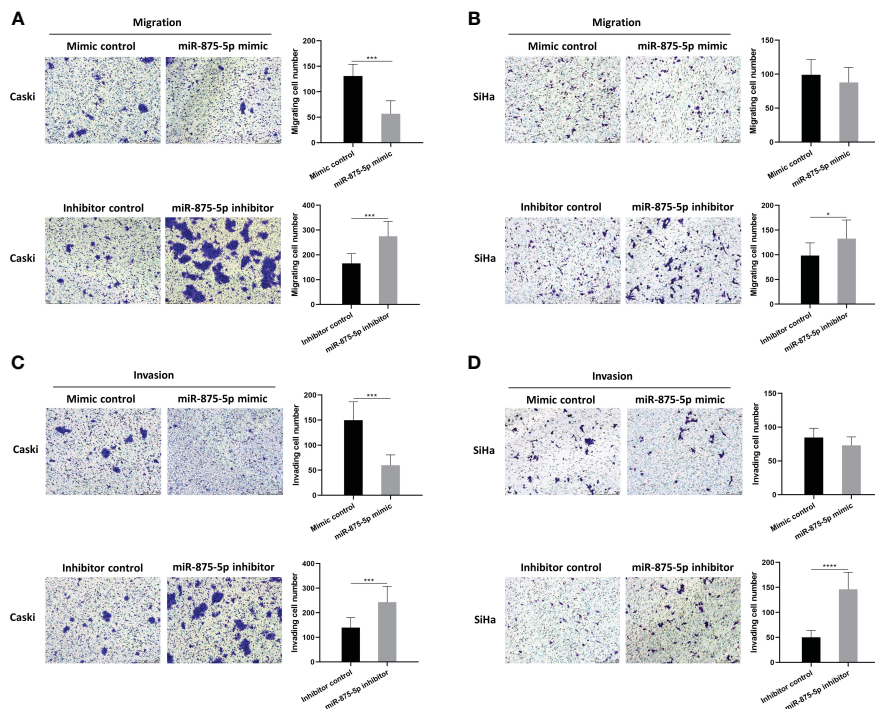 A
Migration
Mimic control miR-875-5p mimic
Caski
Migrating cell number
200
150
100
50
0
***
Mimic control
miR-875-5p mimic
Inhibitor control miR-875-5p inhibitor
Caski
Migrating cell number
400
300
200
100
0
***
Inhibitor control
miR-875-5p inhibitor
B
Migration
Mimic control miR-875-5p mimic
SiHa
Migrating cell number
150
100
50
0
Mimic control
miR-875-5p mimic
Inhibitor control miR-875-5p inhibitor
SiHa
Migrating cell number
200
150
100
50
0
*
Inhibitor control
miR-875-5p inhibitor
C
Invasion
Mimic control miR-875-5p mimic
Caski
Invading cell number
200
150
100
50
0
***
Mimic control
miR-875-5p mimic
Inhibitor control miR-875-5p inhibitor
Caski
Invading cell number
400
300
200
100
0
***
Inhibitor control
miR-875-5p inhibitor
D
Invasion
Mimic control miR-875-5p mimic
SiHa
Invading cell number
150
100
50
0
Mimic control
miR-875-5p mimic
Inhibitor control miR-875-5p inhibitor
SiHa
Invading cell number
200
150
100
50
0
****
Inhibitor control
miR-875-5p inhibitor